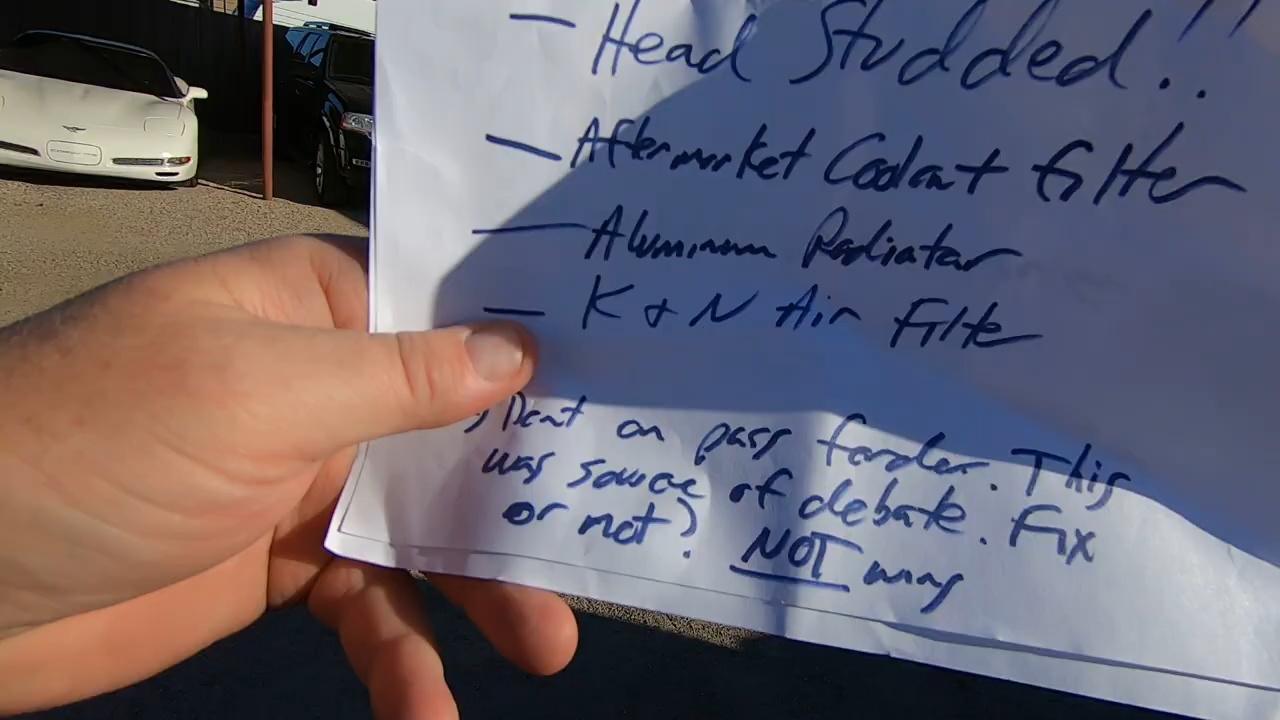 - Head Studded!!
- Aftermarket Coolant Filter
- Aluminum Radiator
- K & N Air Filter
Dent on pass fender. This
was source of debate. Fix
or not? NOT